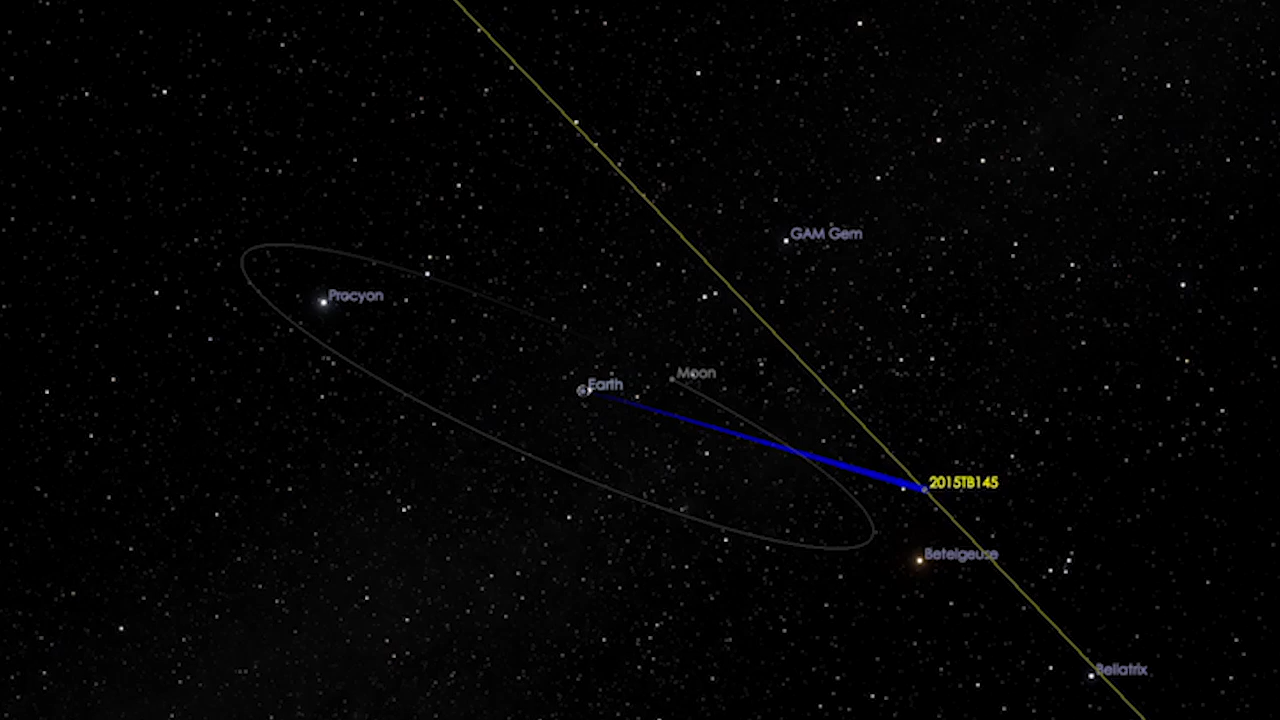 GAM Gem
Procyon
Moon
Earth
2015TB145
Betelgeuse
Bellatrix